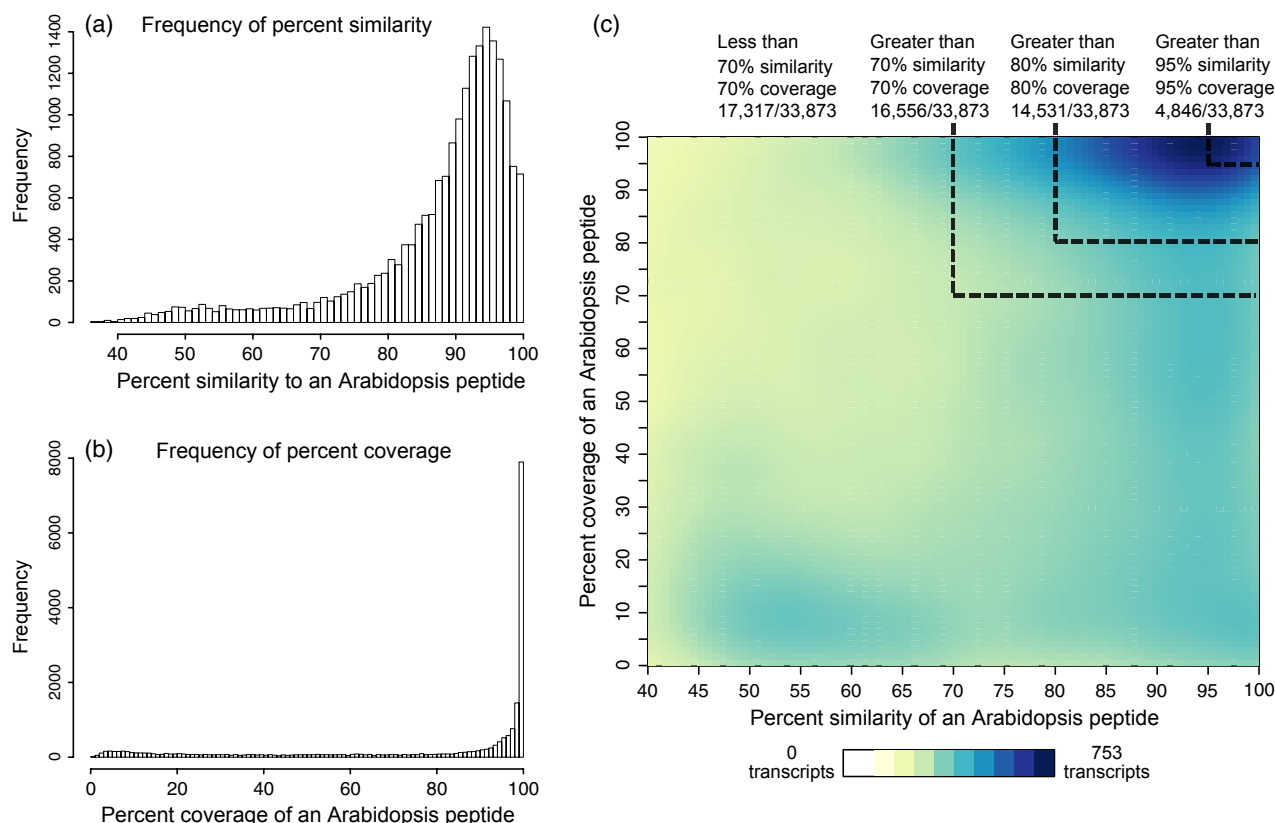 (a) Frequency of percent similarity
1400
1200
1000
800
600
400
200
0
Frequency
40 50 60 70 80 90 100
Percent similarity to an Arabidopsis peptide
(b) Frequency of percent coverage
8000
6000
4000
2000
0
Frequency
0 20 40 60 80 100
Percent coverage of an Arabidopsis peptide
(c)
Less than
70% similarity
70% coverage
17,317/33,873
Greater than
70% similarity
70% coverage
16,556/33,873
Greater than
80% similarity
80% coverage
14,531/33,873
Greater than
95% similarity
95% coverage
4,846/33,873
100
90
80
70
60
50
40
30
20
10
0
Percent coverage of an Arabidopsis peptide
40 45 50 55 60 65 70 75 80 85 90 95 100
Percent similarity of an Arabidopsis peptide
0
transcripts
753
transcripts